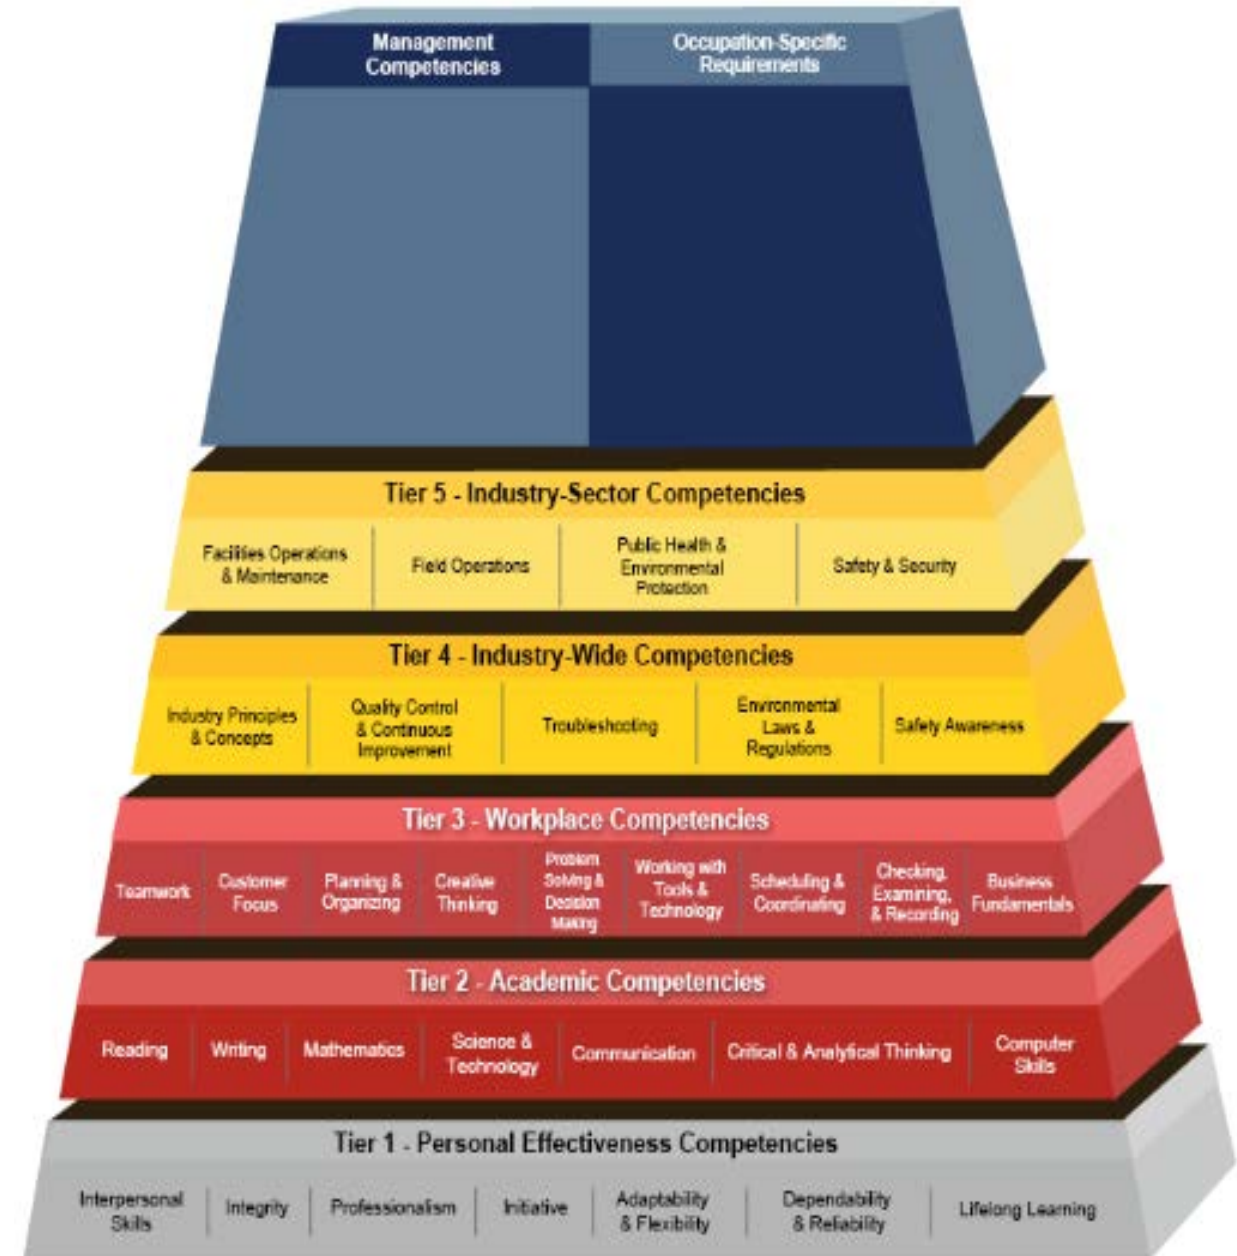 Management
Competencies
Occupation-Specific
Requirements
Tier 5 - Industry-Sector Competencies
Facilities Operations
& Maintenance
Field Operations
Public Health &
Environmental
Protection
Safety & Security
Tier 4 - Industry-Wide Competencies
Industry Principles
& Concepts
Quality Control
& Continuous
Improvement
Troubleshooting
Environmental
Laws &
Regulations
Safety Awareness
Tier 3 - Workplace Competencies
Teamwork
Customer
Focus
Planning &
Organizing
Creative
Thinking
Problem
Solving &
Decision
Making
Working with
Tools &
Technology
Scheduling &
Coordinating
Checking,
Examining,
& Recording
Business
Fundamentals
Tier 2 - Academic Competencies
Reading
Writing
Mathematics
Science &
Technology
Communication
Critical & Analytical Thinking
Computer
Skills
Tier 1 - Personal Effectiveness Competencies
Interpersonal
Skills
Integrity
Professionalism
Initiative
Adaptability
& Flexibility
Dependability
& Reliability
Lifelong Learning